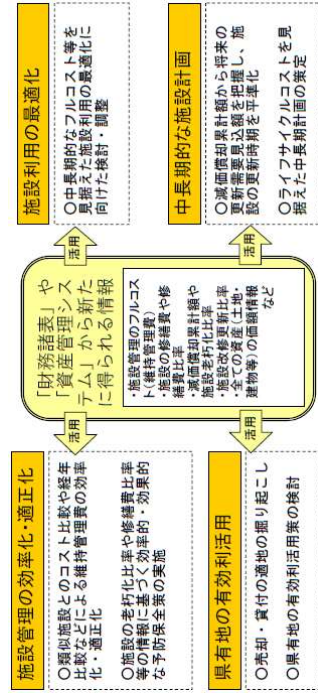 施設管理の効率化・適正化
○類似施設とのコスト比較や経年
比較などによる維持管理費の効率
化・適正化
○施設の老朽化比率や修繕費比率
等の情報に基づく効率的・効果的
な予防保全策の実施
県有地の有効利活用
○売却・貸付の適地の掘り起こし
○県有地の有効利活用策の検討
活用
活用
「財務諸表」や
「資産管理シス
テム」から新た
に得られる情報
・施設管理のフルコス
ト(維持管理費)
・施設の修繕費や修
繕費比率
・減価償却累計額や
施設老朽化比率
・施設改修更新比率
・全ての資産(土地・
建物等)の価額情報
など
活用
活用
施設利用の最適化
○中長期的なフルコスト等を
見据えた施設利用の最適化に
向けた検討・調整
中長期的な施設計画
○減価償却累計額から将来の
更新需要見込額を把握し、施
設の更新時期を平準化
○ライフサイクルコストを見
据えた中長期計画の策定